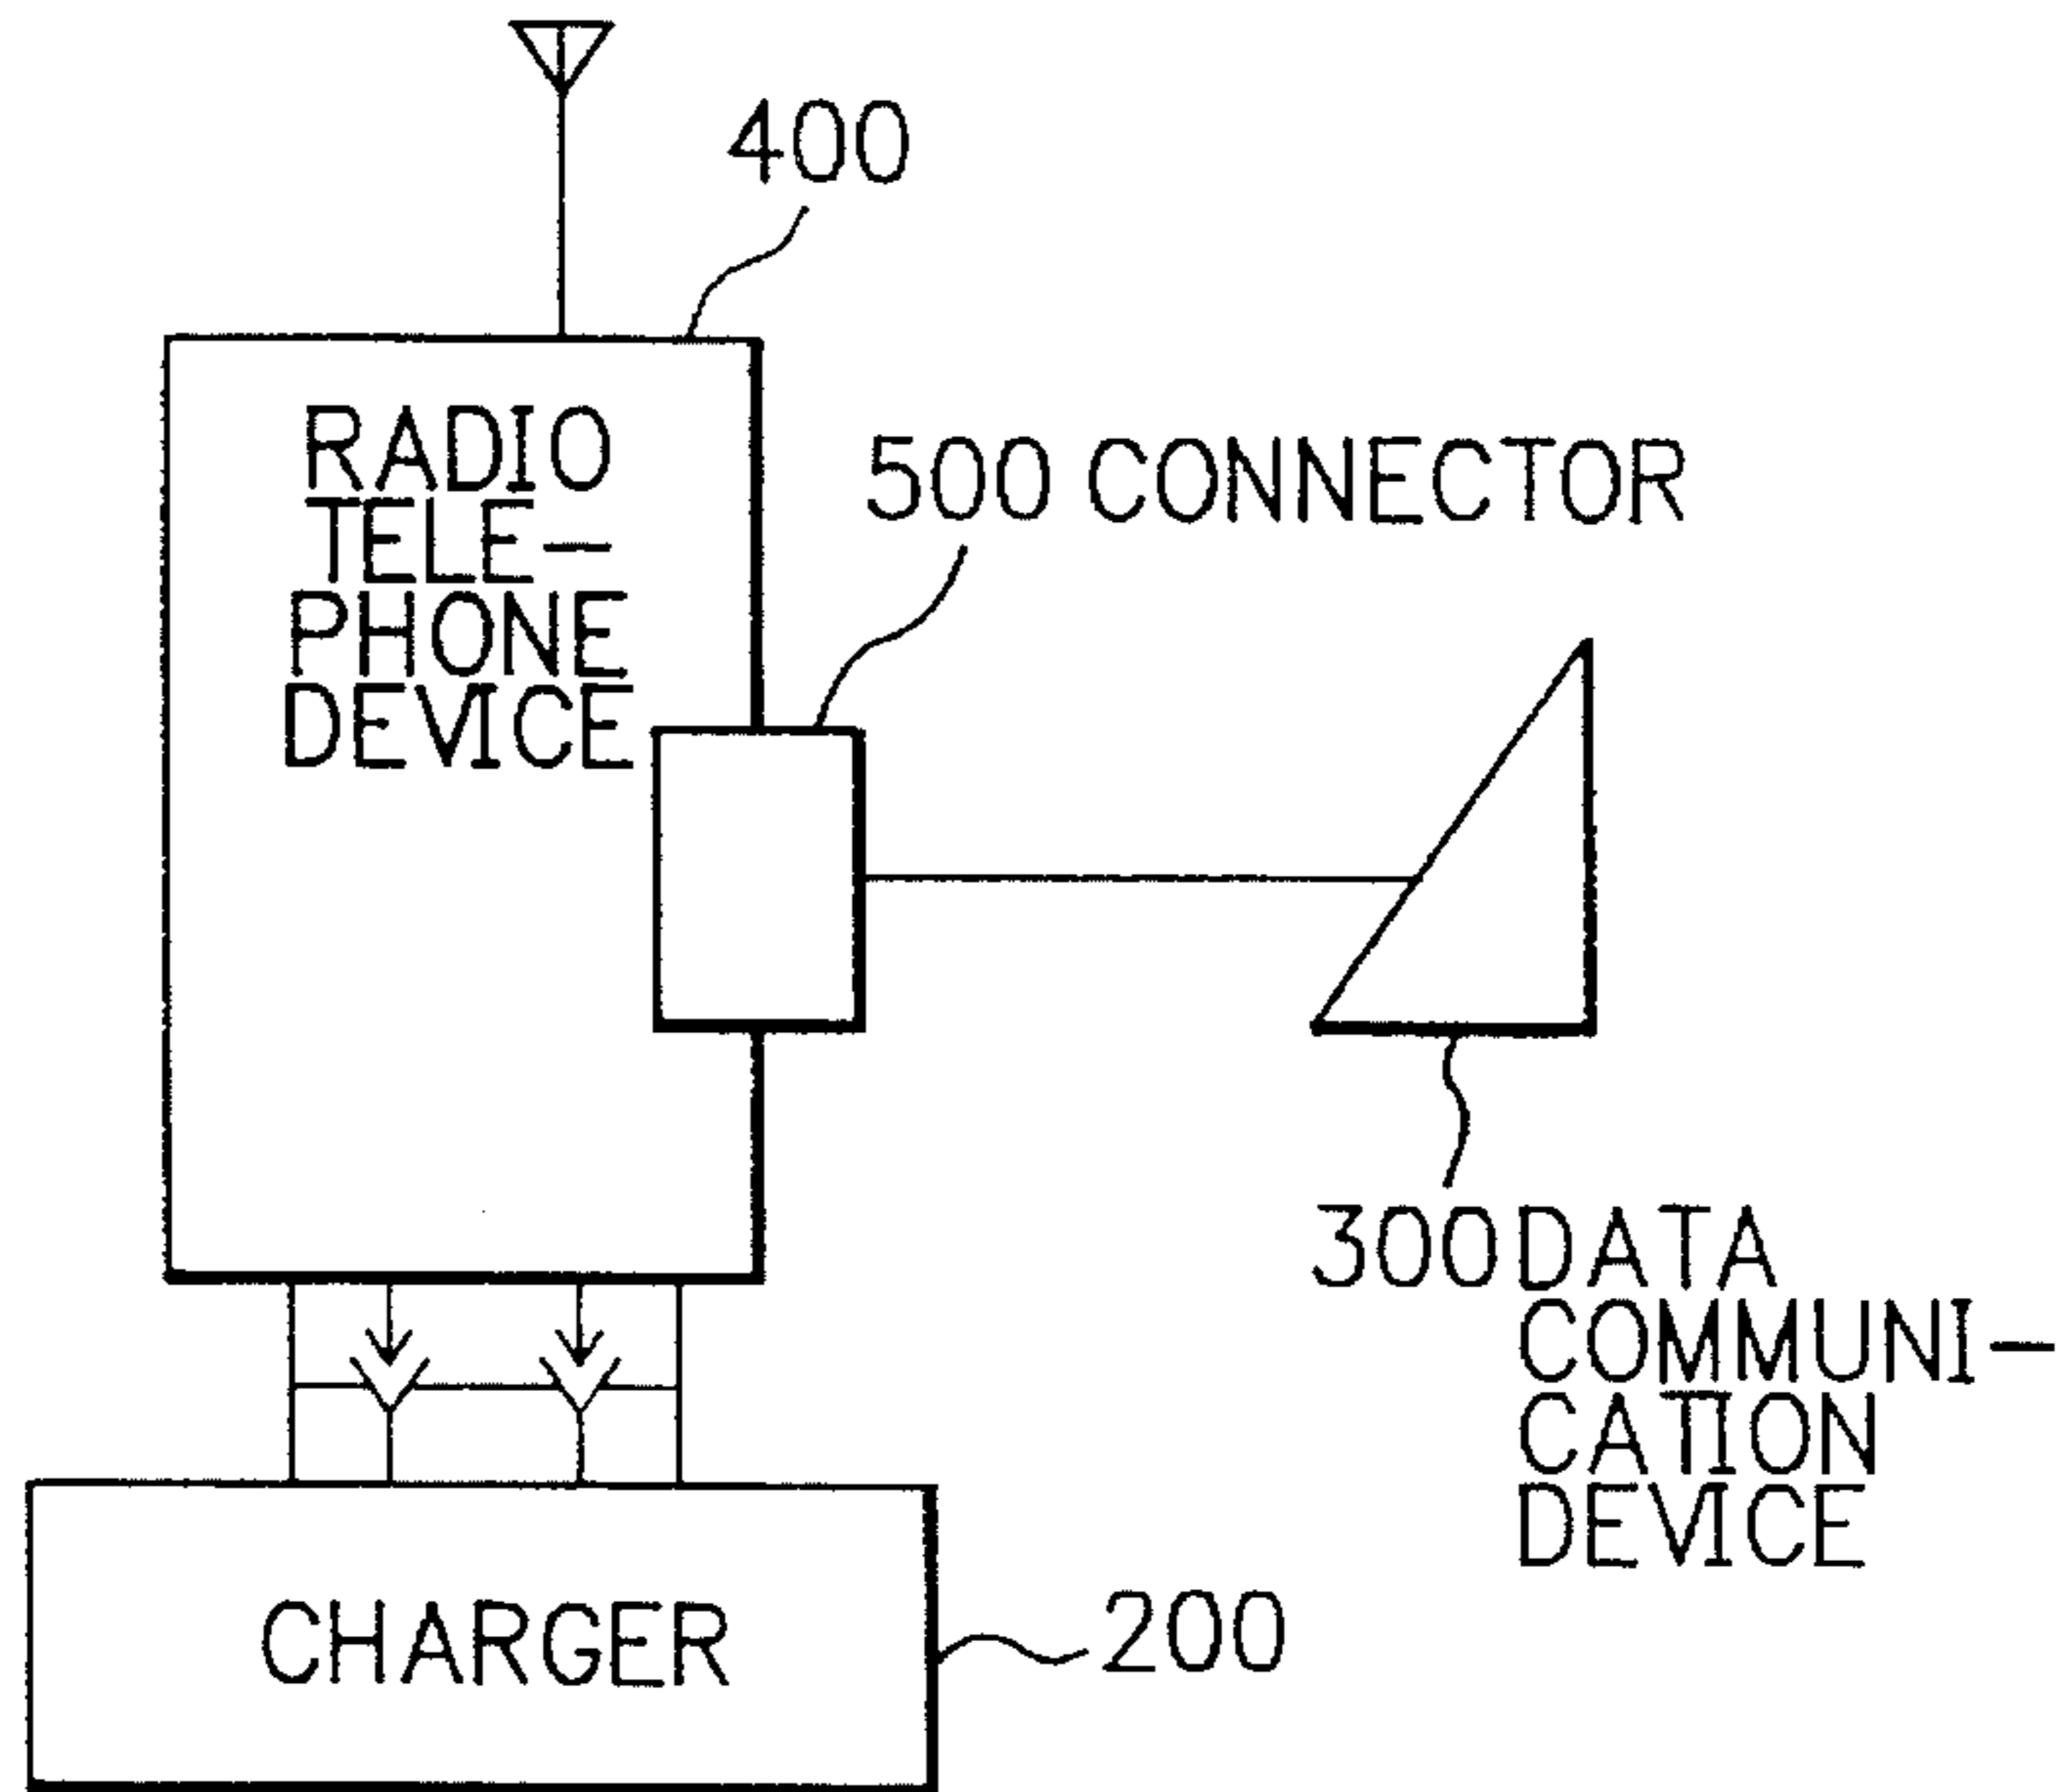 400
RADIO
TELE-
PHONE
DEVICE
500 CONNECTOR
300 DATA
COMMUNI-
CATION
DEVICE
CHARGER
200